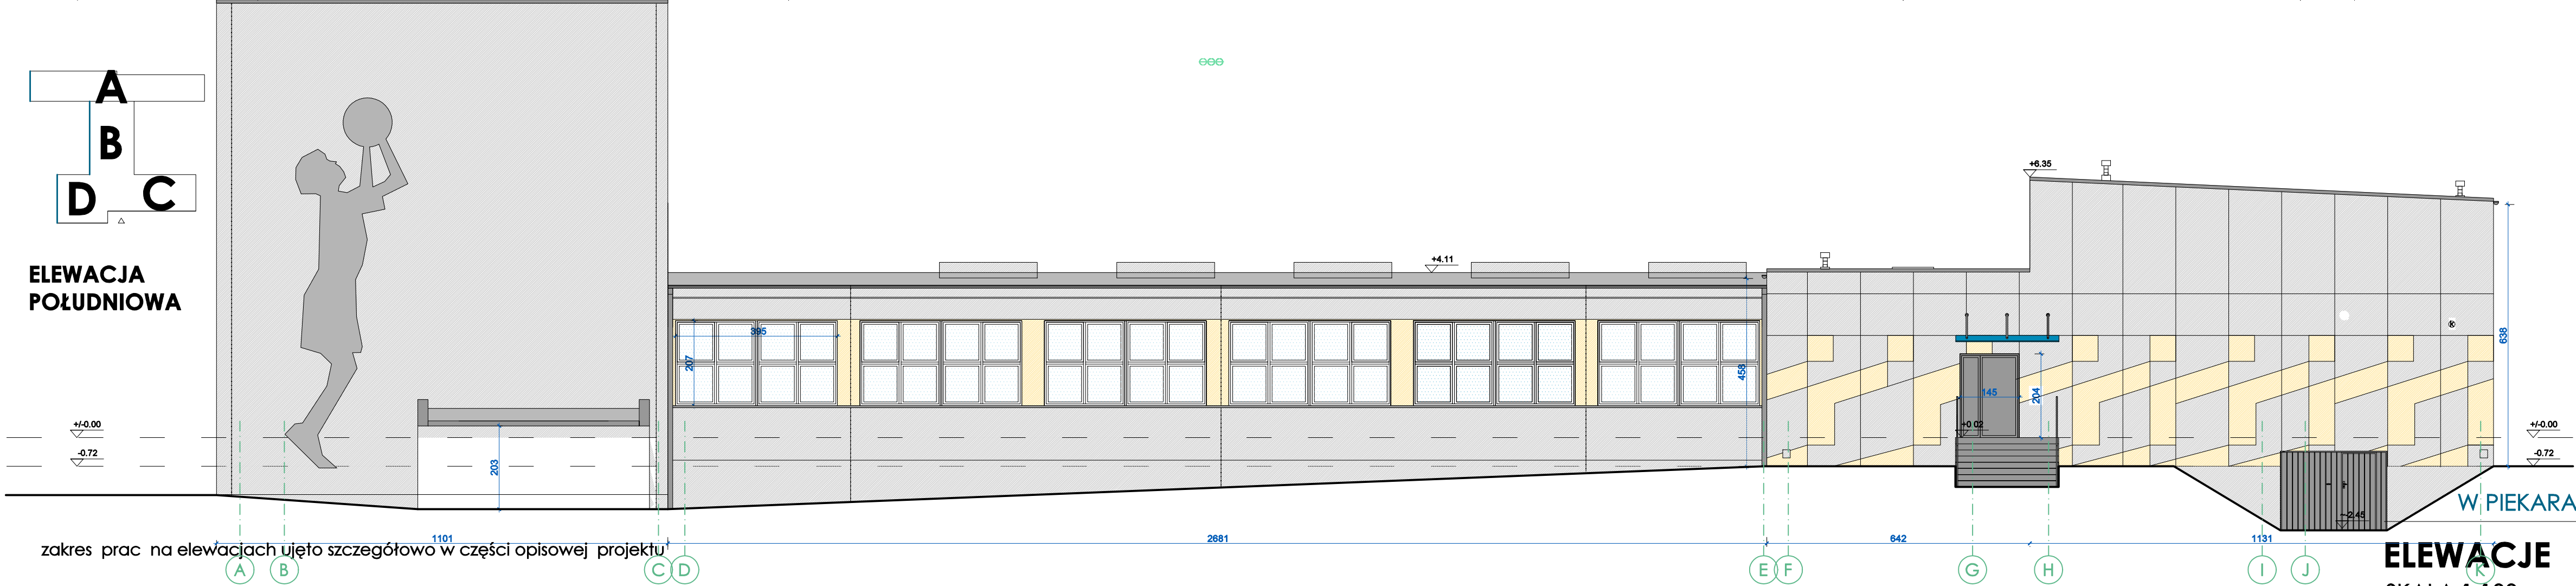 A
B
D C
ELEWACJA
POŁUDNIOWA
+6.35
+4.11
395
207
458
638
145
204
+0 02
+/-0.00
-0.72
+/-0.00
-0.72
203
-2.45
W PIEKARA
1101
2681
642
1131
zakres prac na elewacjach ujęto szczegółowo w części opisowej projektu
ELEWACJE
A B C D E F G H I J K